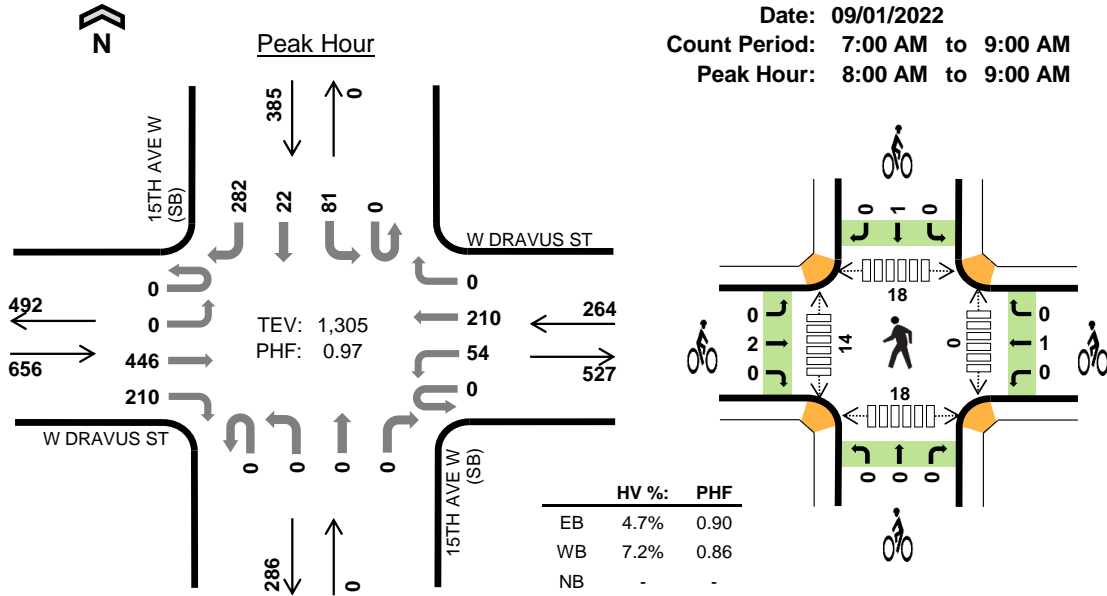 N
Peak Hour
Date: 09/01/2022
Count Period: 7:00 AM to 9:00 AM
Peak Hour: 8:00 AM to 9:00 AM
385
0
15TH AVE W
(SB)
282 22 81 0
W DRAVUS ST
0
0
446
210
492
656
TEV: 1,305
PHF: 0.97
0
210
54
0
264
527
W DRAVUS ST
0 0 0 0
15TH AVE W
(SB)
286
0
0 1 0
18
0
2
0
14
0
0
1
0
18
0 0 0
HV %: PHF
EB 4.7% 0.90
WB 7.2% 0.86
NB - -